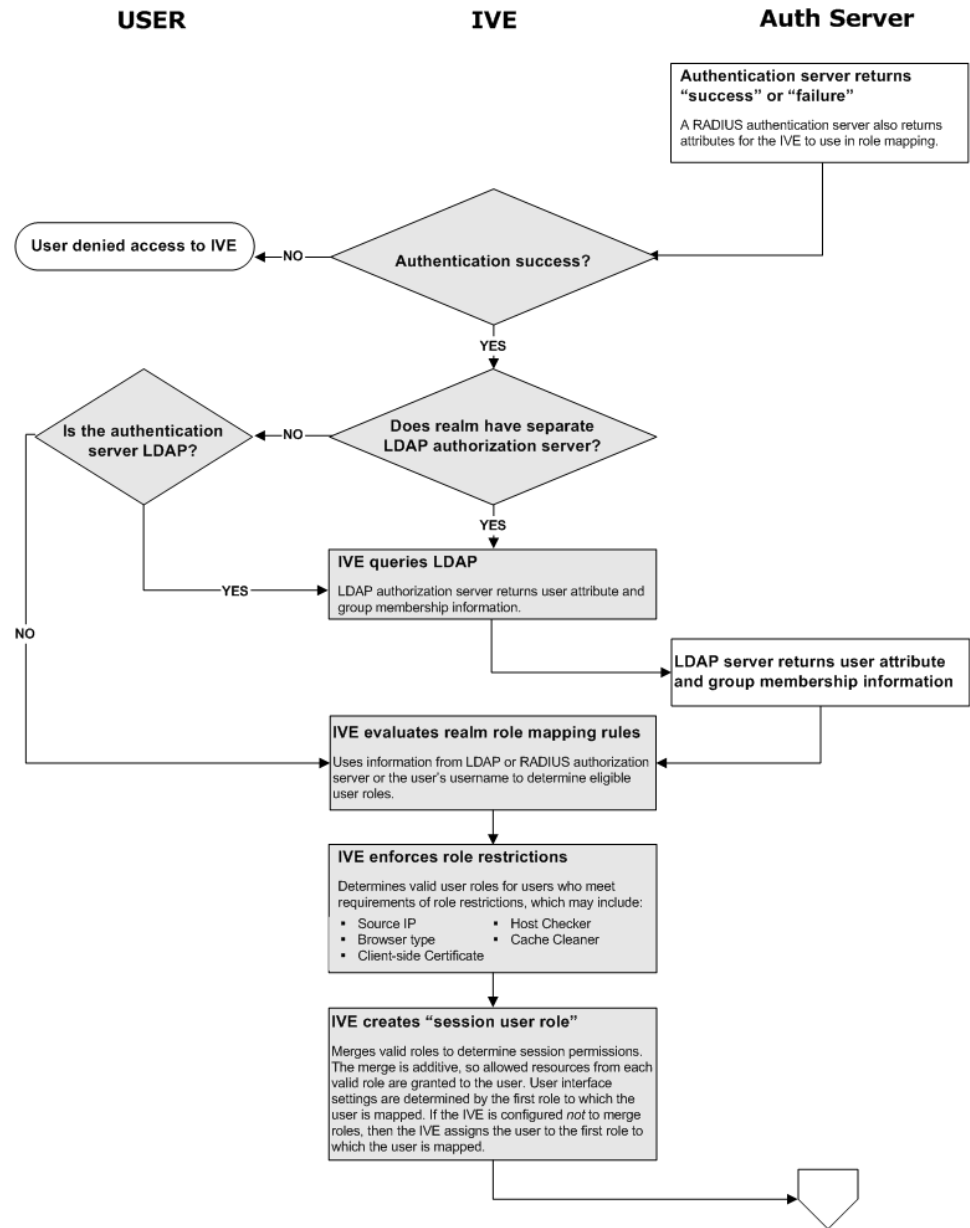 USER IVE Auth Server
Authentication server returns
“success” or “failure”
A RADIUS authentication server also returns
attributes for the IVE to use in role mapping.
User denied access to IVE
NO
Authentication success?
YES
Is the authentication
server LDAP?
NO
Does realm have separate
LDAP authorization server?
YES
IVE queries LDAP
LDAP authorization server returns user attribute and
group membership information.
YES
NO
LDAP server returns user attribute
and group membership information
IVE evaluates realm role mapping rules
Uses information from LDAP or RADIUS authorization
server or the user’s username to determine eligible
user roles.
IVE enforces role restrictions
Determines valid user roles for users who meet
requirements of role restrictions, which may include:
▪ Source IP
▪ Browser type
▪ Client-side Certificate
▪ Host Checker
▪ Cache Cleaner
IVE creates “session user role”
Merges valid roles to determine session permissions.
The merge is additive, so allowed resources from each
valid role are granted to the user. User interface
settings are determined by the first role to which the
user is mapped. If the IVE is configured not to merge
roles, then the IVE assigns the user to the first role to
which the user is mapped.